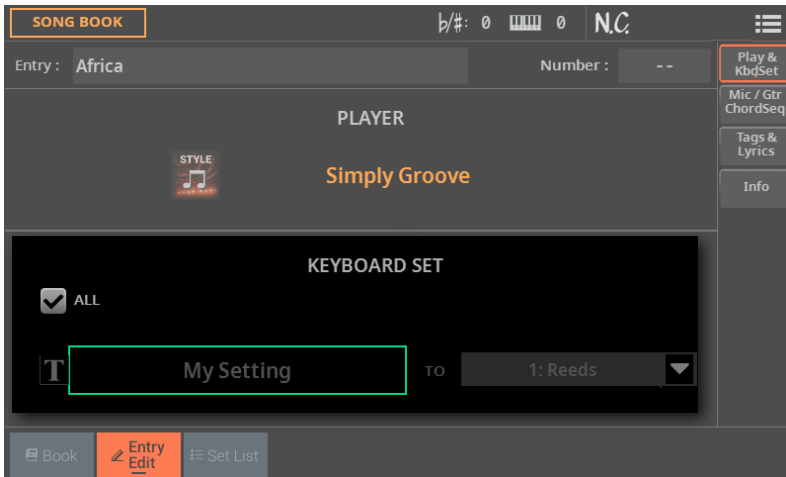 SONG BOOK
♭/#: 0 0 N.C.
Entry : Africa Number : --
Play &
KbdSet
Mic / Gtr
ChordSeq
Tags &
Lyrics
Info
PLAYER
STYLE
Simply Groove
KEYBOARD SET
ALL
T My Setting TO 1: Reeds
Book
Entry
Edit
Set List